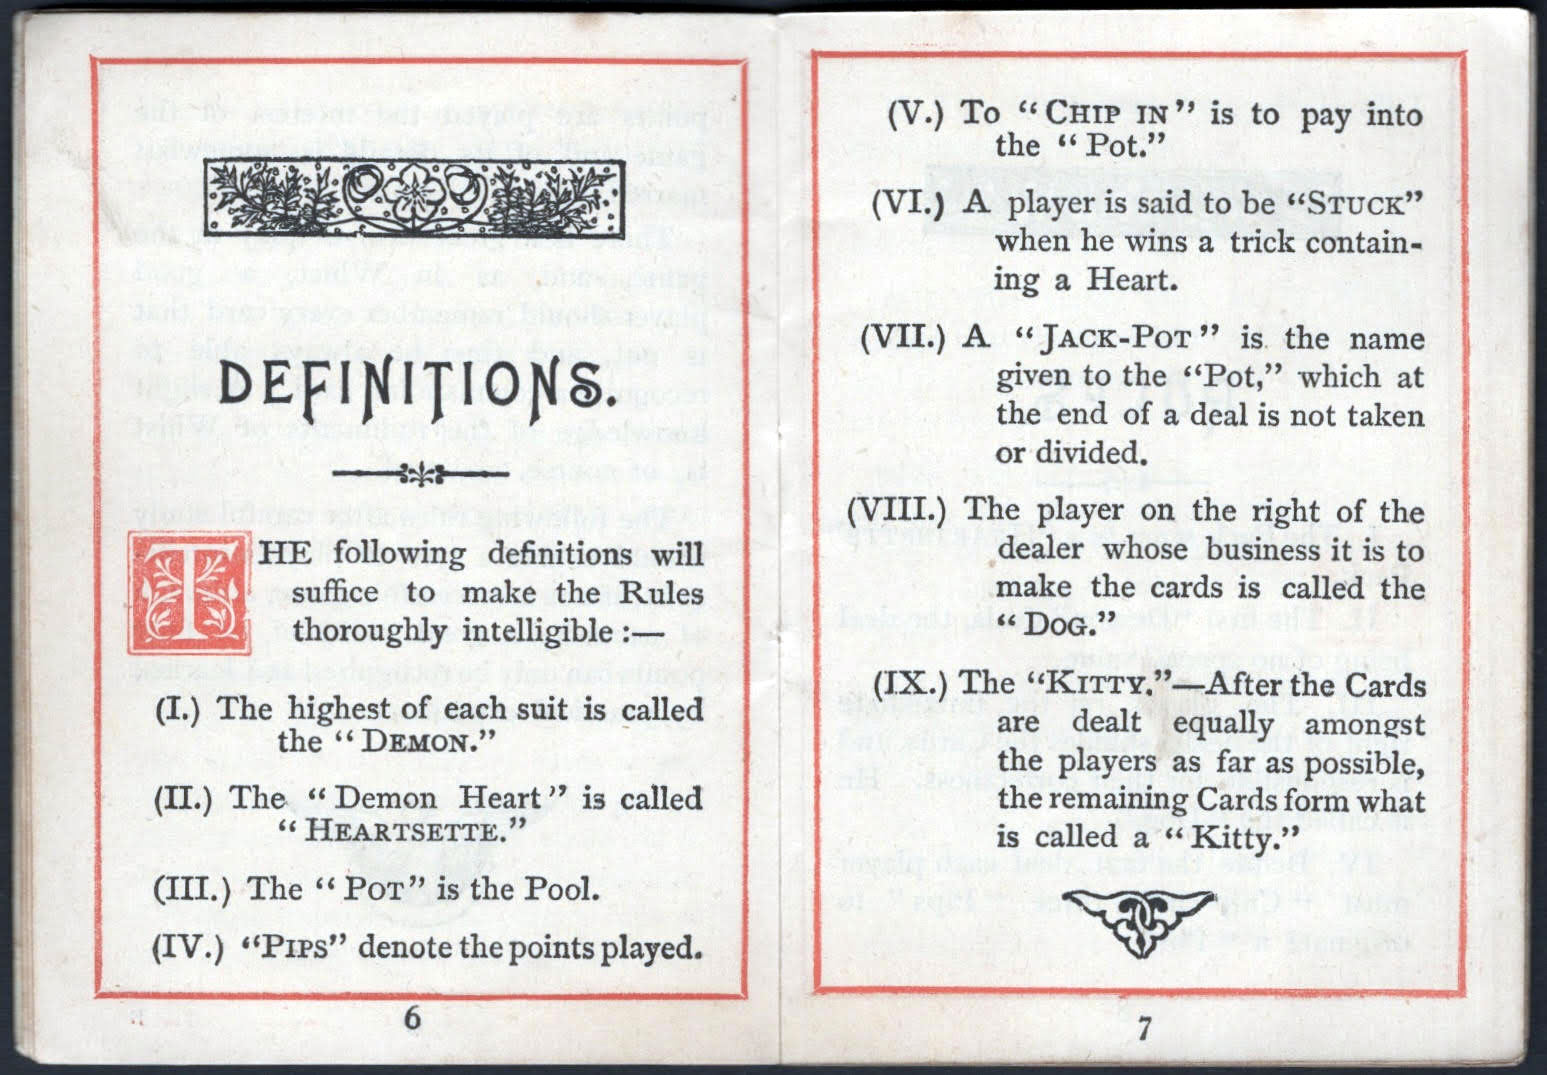 DEFINITIONS.
THE following definitions will
suffice to make the Rules
thoroughly intelligible :—
(I.) The highest of each suit is called
the “ DEMON.”
(II.) The “ Demon Heart ” is called
“ HEARTSETTE.”
(III.) The “ POT” is the Pool.
(IV.) “PIPS” denote the points played.
6
(V.) To “CHIP IN ” is to pay into
the “ Pot.”
(VI.) A player is said to be “STUCK”
when he wins a trick contain-
ing a Heart.
(VII.) A “JACK-POT ” is the name
given to the “Pot,” which at
the end of a deal is not taken
or divided.
(VIII.) The player on the right of the
dealer whose business it is to
make the cards is called the
“ DOG.”
(IX.) The “KITTY.”—After the Cards
are dealt equally amongst
the players as far as possible,
the remaining Cards form what
is called a “ Kitty.”
7